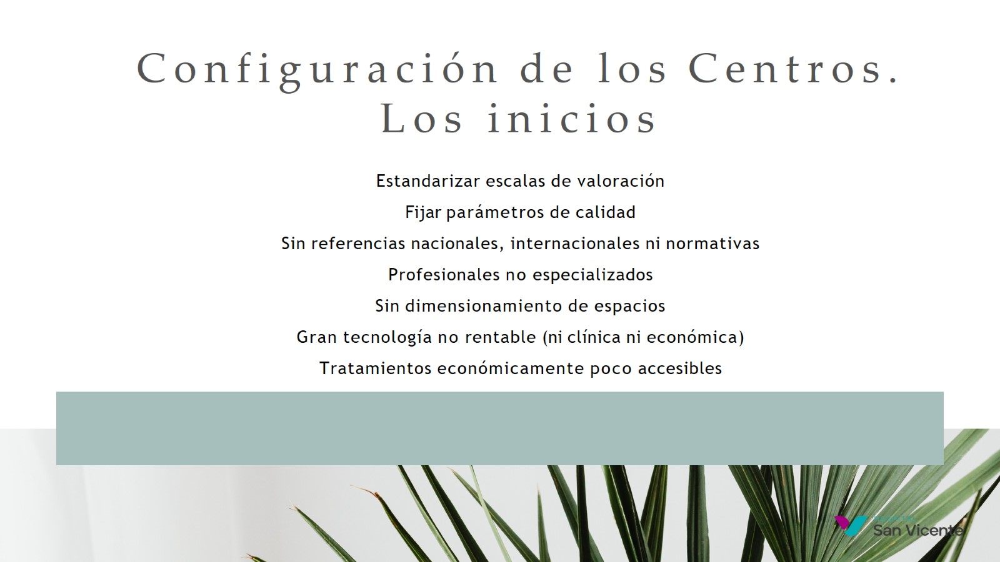 Configuración de los Centros.
Los inicios
Estandarizar escalas de valoración
Fijar parámetros de calidad
Sin referencias nacionales, internacionales ni normativas
Profesionales no especializados
Sin dimensionamiento de espacios
Gran tecnología no rentable (ni clínica ni económica)
Tratamientos económicamente poco accesibles
San Vicente